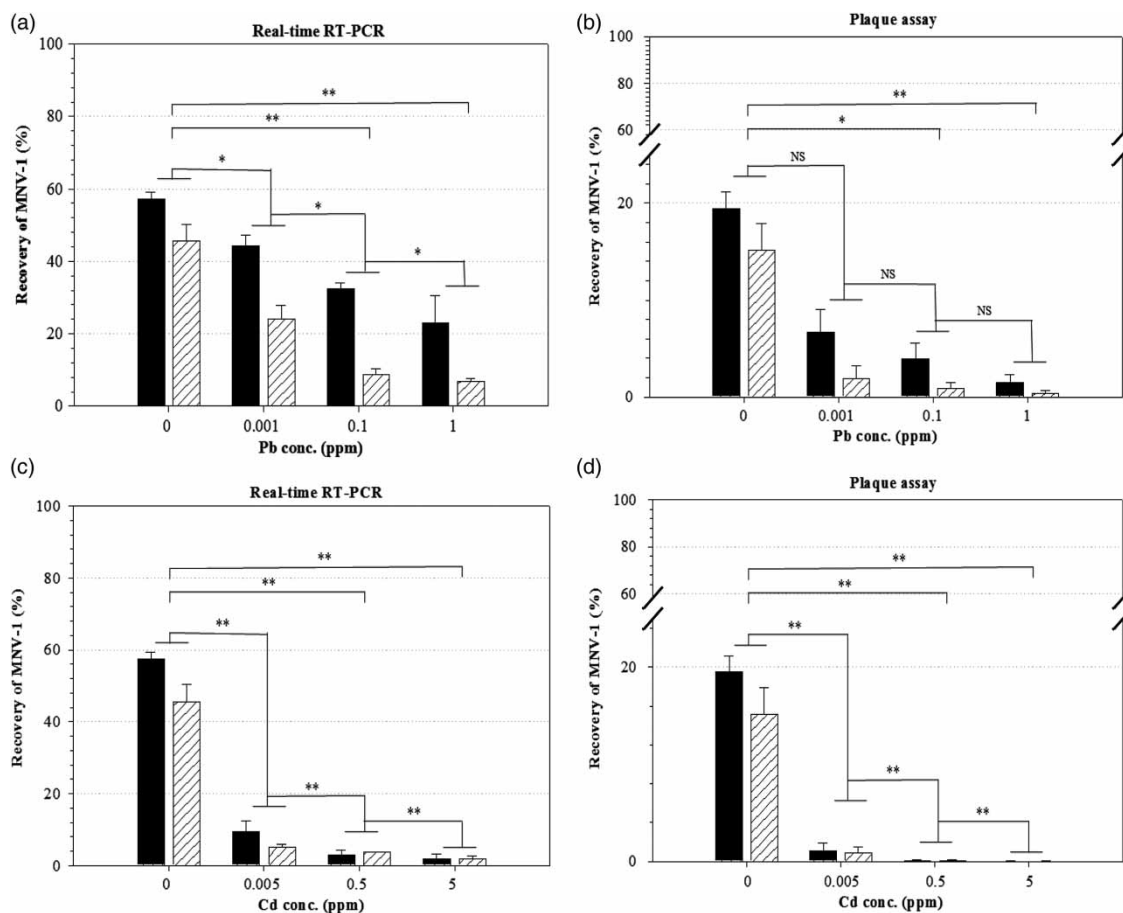 (a)
Real-time RT-PCR
Recovery of MNV-1 (%)
100
80
60
40
20
0
**
**
*
*
*
0 0.001 0.1 1
Pb conc. (ppm)
(b)
Plaque assay
Recovery of MNV-1 (%)
100
80
60
20
0
**
*
NS
NS
NS
0 0.001 0.1 1
Pb conc. (ppm)
(c)
Real-time RT-PCR
Recovery of MNV-1 (%)
100
80
60
40
20
0
**
**
**
**
**
0 0.005 0.5 5
Cd conc. (ppm)
(d)
Plaque assay
Recovery of MNV-1 (%)
100
80
60
20
0
**
**
**
**
**
0 0.005 0.5 5
Cd conc. (ppm)